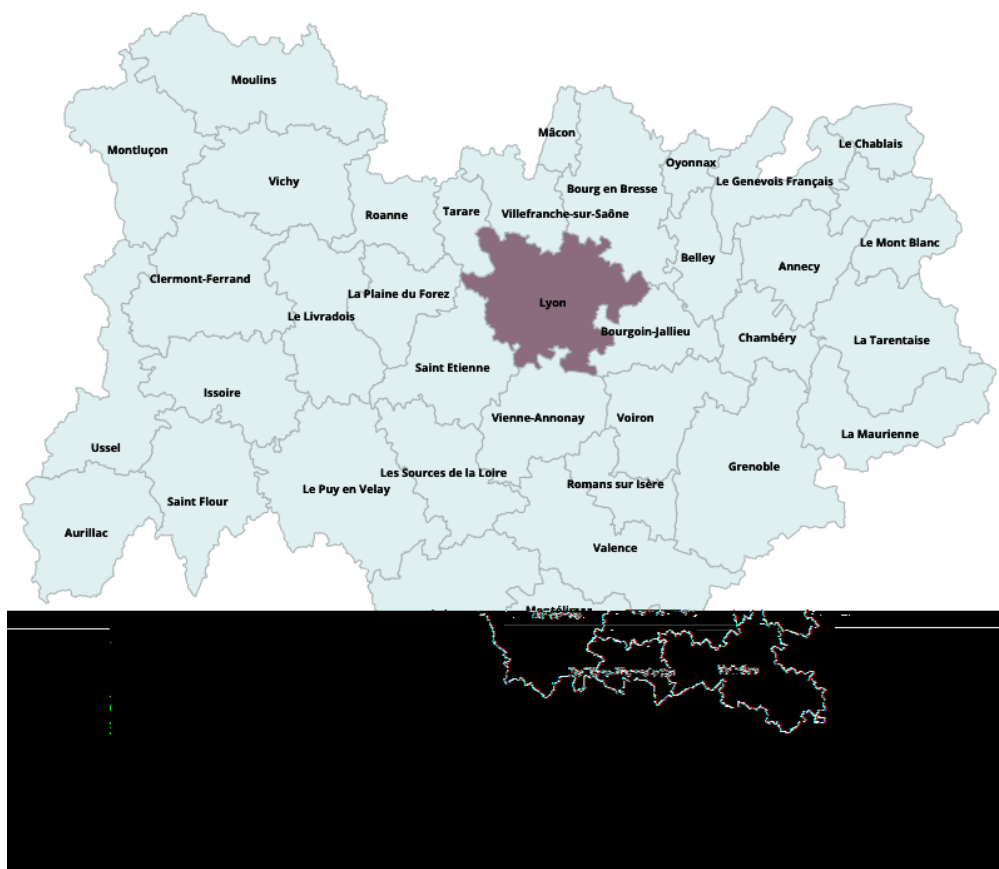 Moulins
Mâcon
Le Chablais
Montluçon
Oyonnax
Vichy
Le Genevois Français
Bourg en Bresse
Tarare
Villefranche-sur-Saône
Roanne
Le Mont Blanc
Belley
Annecy
Clermont-Ferrand
La Plaine du Forez
Lyon
Le Livradois
Bourgoin-Jallieu
Chambéry
La Tarentaise
Saint Etienne
Issoire
Vienne-Annonay
Voiron
La Maurienne
Ussel
Grenoble
Les Sources de la Loire
Romans sur Isère
Le Puy en Velay
Saint Flour
Aurillac
Valence